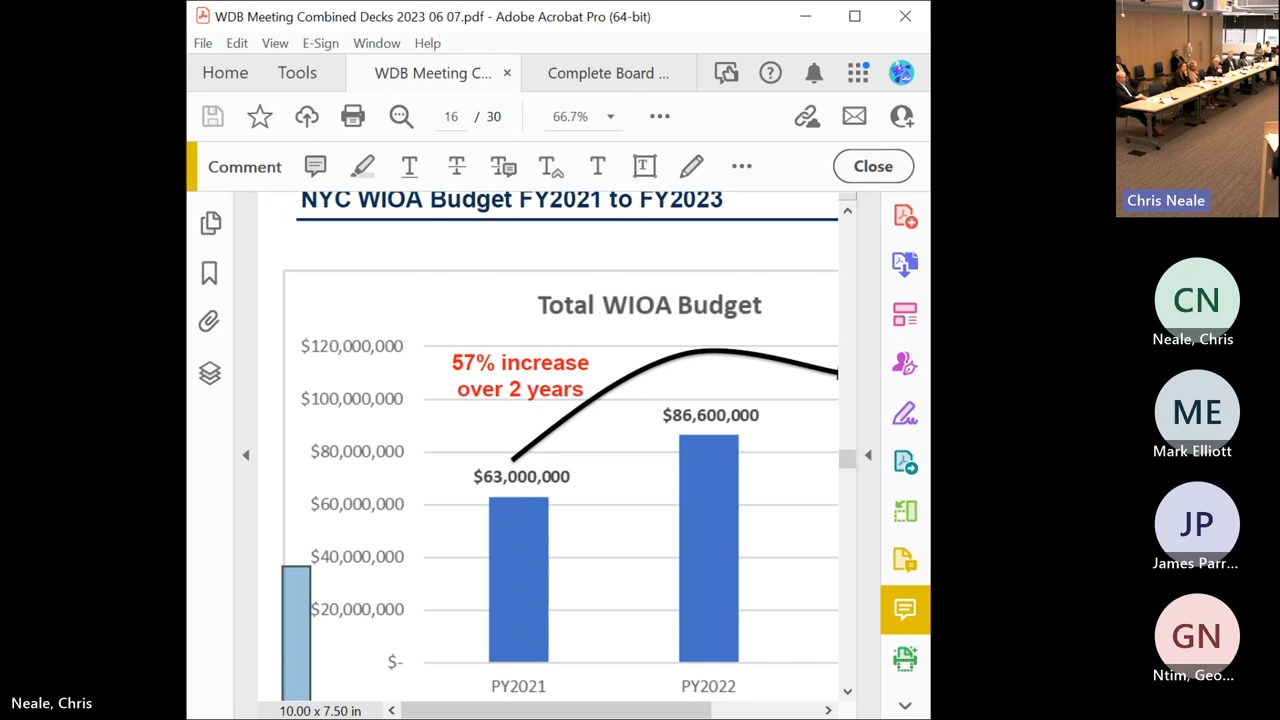 WDB Meeting Combined Decks 2023 06 07.pdf - Adobe Acrobat Pro (64-bit)
File Edit View E-Sign Window Help
Home Tools WDB Meeting C... × Complete Board ...
16 / 30 66.7%
Comment Close
NYC WIOA Budget FY2021 to FY2023
Total WIOA Budget
$120,000,000
57% increase
over 2 years
$100,000,000
$86,600,000
$80,000,000
$63,000,000
$60,000,000
$40,000,000
$20,000,000
$-
PY2021 PY2022
10.00 x 7.50 in
Chris Neale
CN
Neale, Chris
ME
Mark Elliott
JP
James Parr...
GN
Ntim, Geo...
Neale, Chris